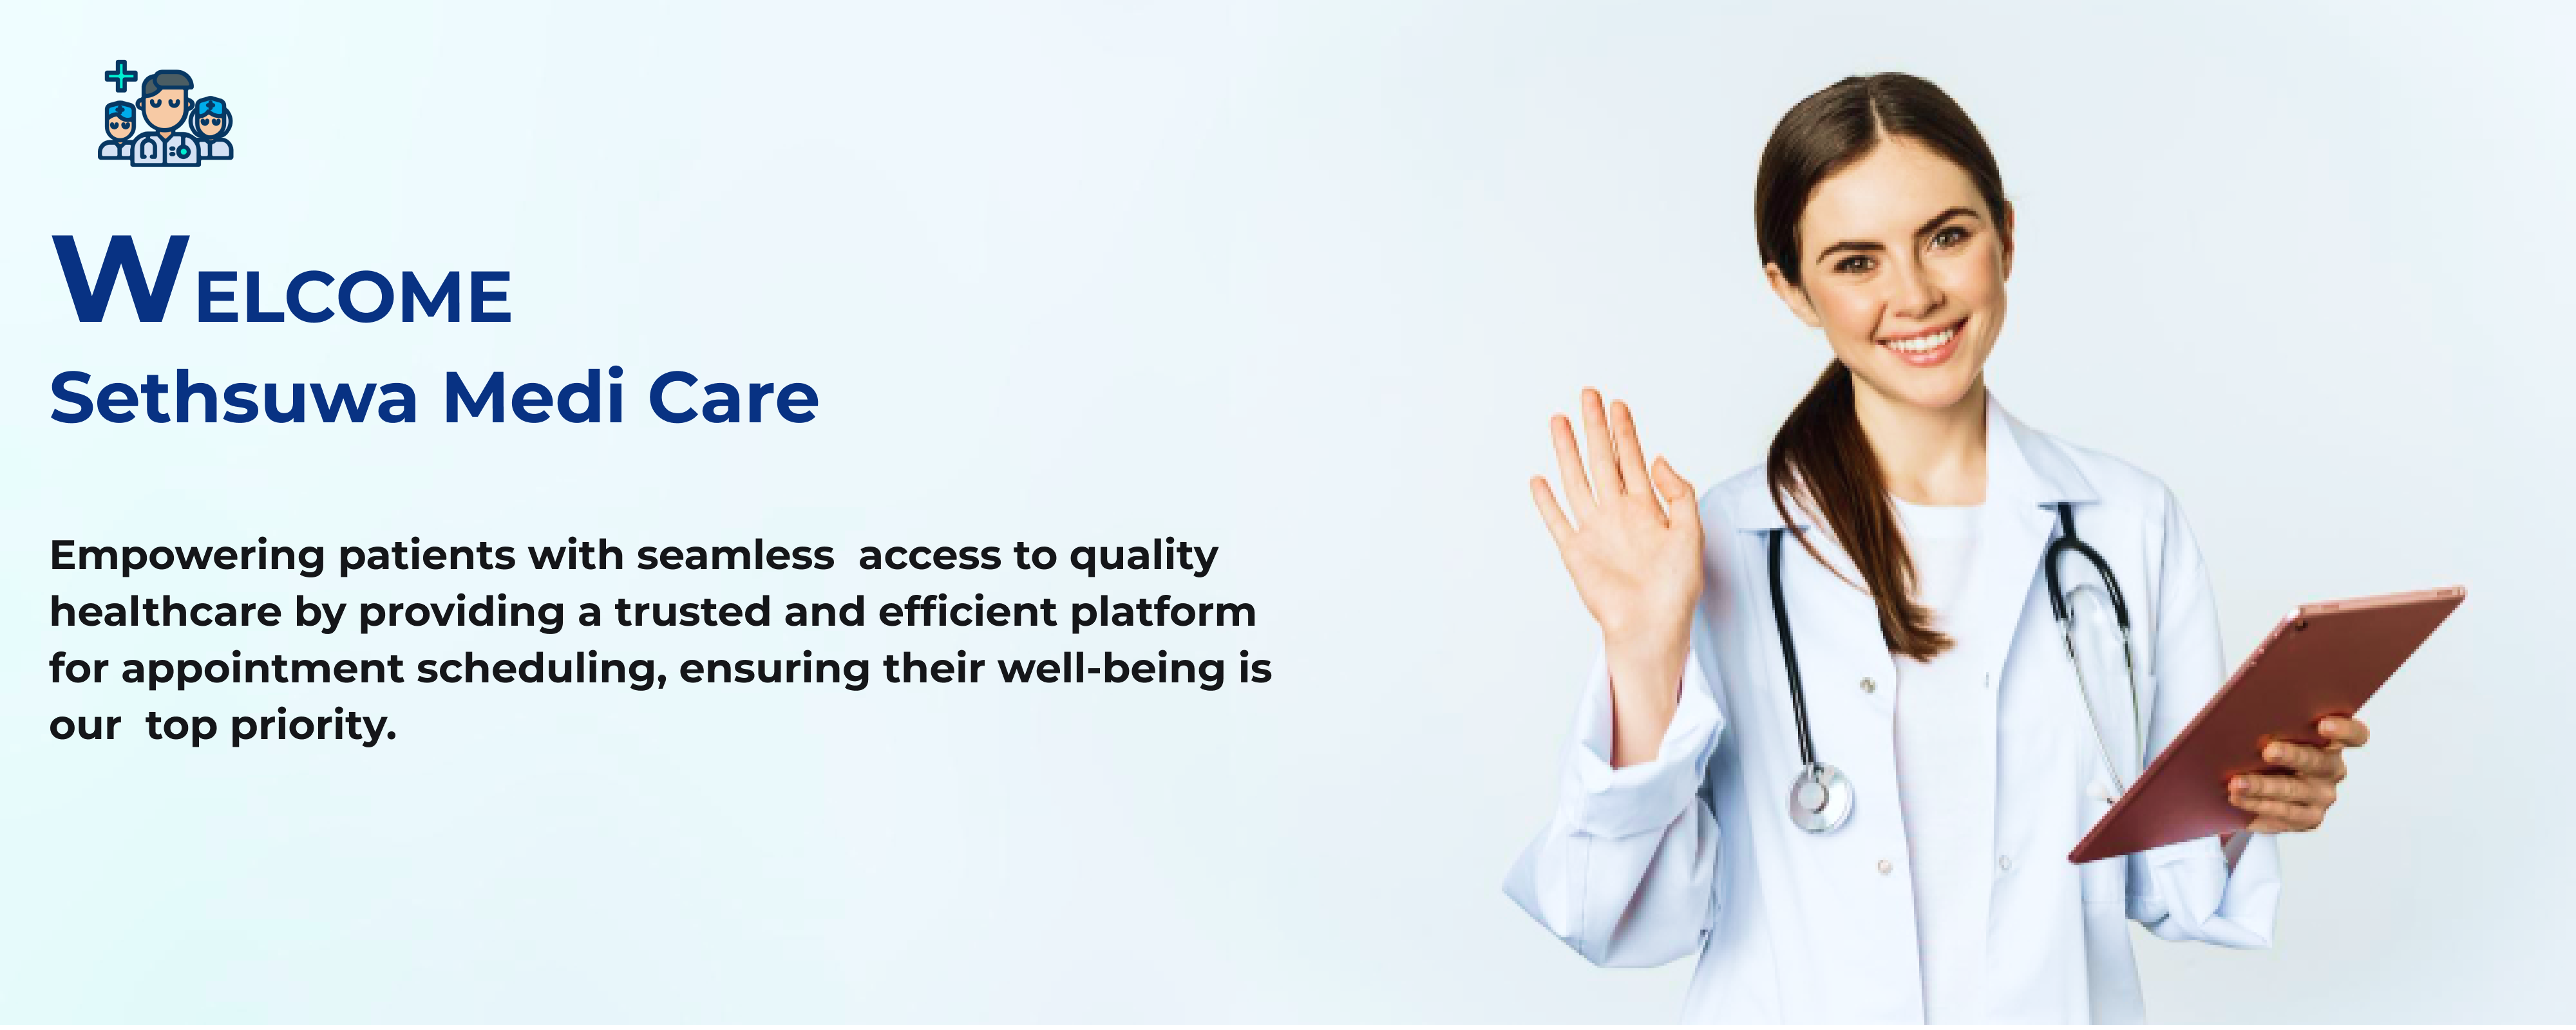 WELCOME
Sethsuwa Medi Care
Empowering patients with seamless  access to quality
healthcare by providing a trusted and efficient platform
for appointment scheduling, ensuring their well-being is
our  top priority.